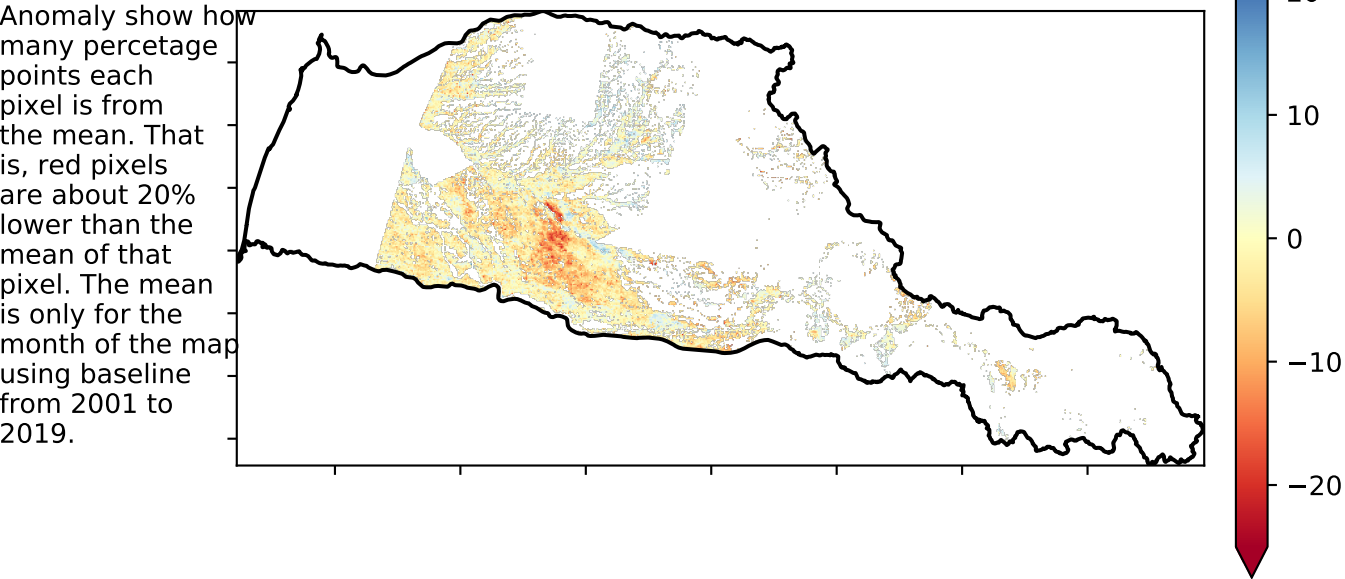 Anomaly show how
many percetage
points each
pixel is from
the mean. That
is, red pixels
are about 20%
lower than the
mean of that
pixel. The mean
is only for the
month of the map
using baseline
from 2001 to
2019.
10
0
−10
−20